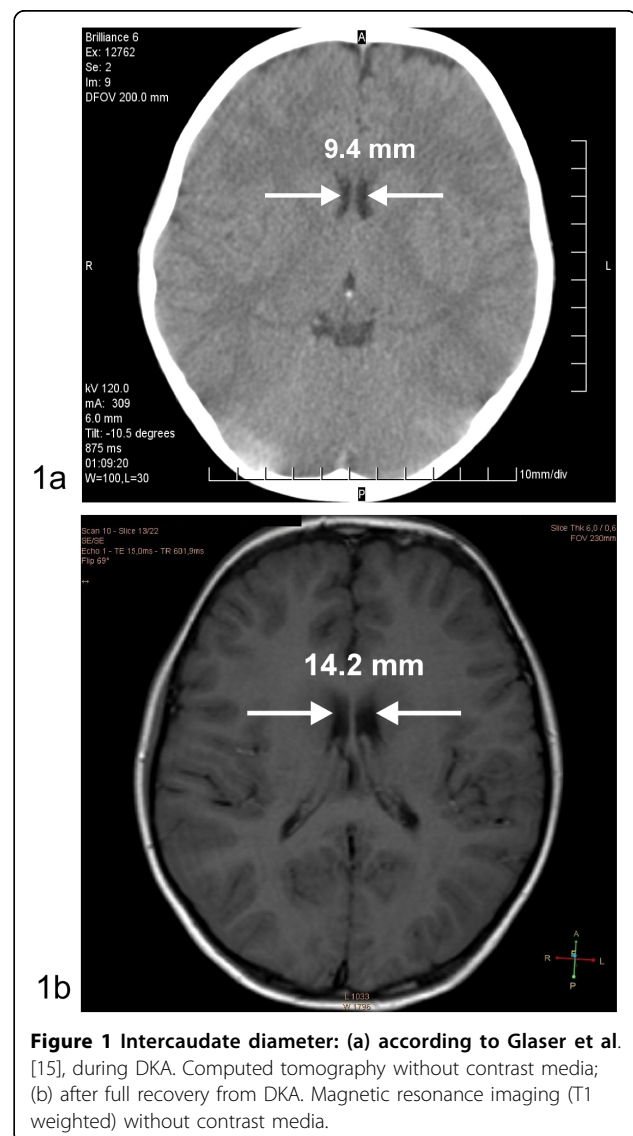 Brilliance 6
Ex: 12762
Se: 2
Im: 9
DFOV 200.0 mm
A
9.4 mm
R
L
kV 120.0
mA: 309
6.0 mm
Tilt: -10.5 degrees
875 ms
01:09:20
W=100,L=30
10mm/div
P
1a
Scan 10 - Slice 13/22
SE/SE
Echo 1 - TE 15,0ms - TR 601,9ms
Flip 69°
Slice Thk 6,0 / 0,6
FOV 230mm
14.2 mm
A
R
F
L
P
L 1033
W 1796
1b
Figure 1 Intercaudate diameter: (a) according to Glaser et al.
[15], during DKA. Computed tomography without contrast media;
(b) after full recovery from DKA. Magnetic resonance imaging (T1
weighted) without contrast media.